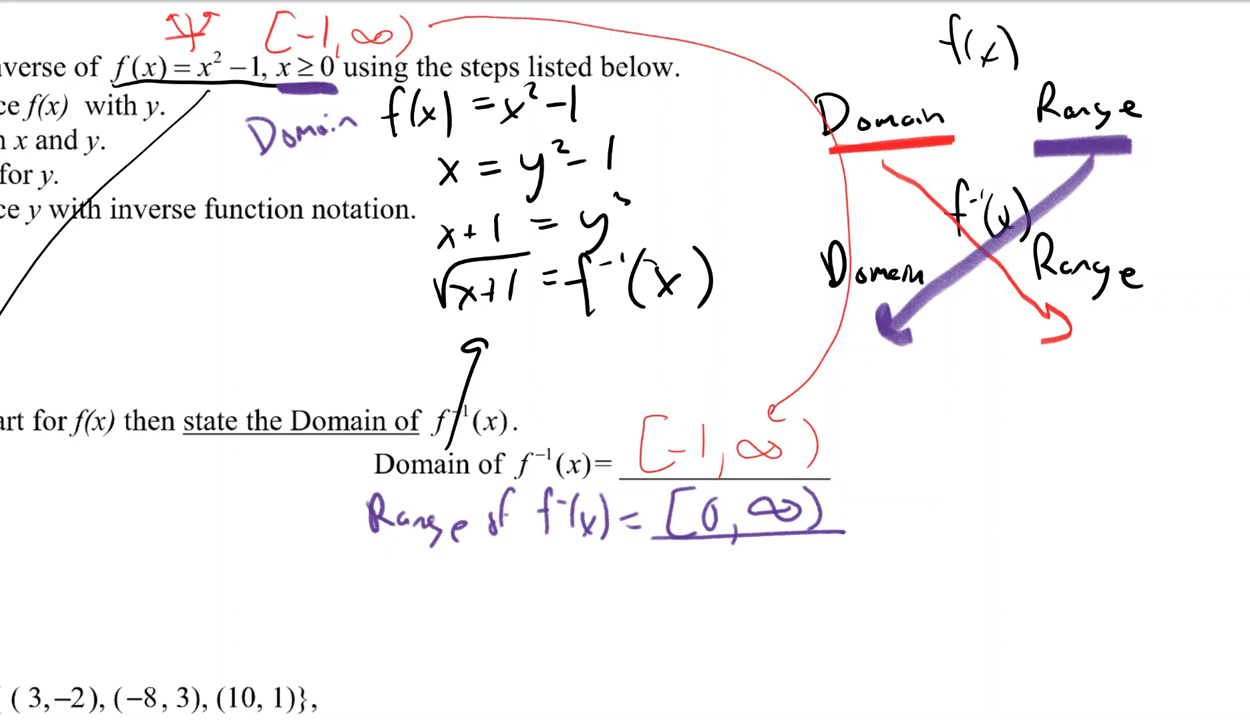 [-1, ∞)
f(x)
verse of f(x) = x² − 1, x ≥ 0 using the steps listed below.
ce f(x) with y.
Domain f(x) = x² - 1
Domain Range
x and y.
x = y² - 1
for y.
ce y with inverse function notation.
f⁻¹(x)
x + 1 = y²
√x+1 = f⁻¹(x)
Domain Range
art for f(x) then state the Domain of f⁻¹(x).
Domain of f⁻¹(x)= [-1, ∞)
Range of f⁻¹(x) = [0, ∞)
( 3,−2), (−8, 3), (10, 1)},